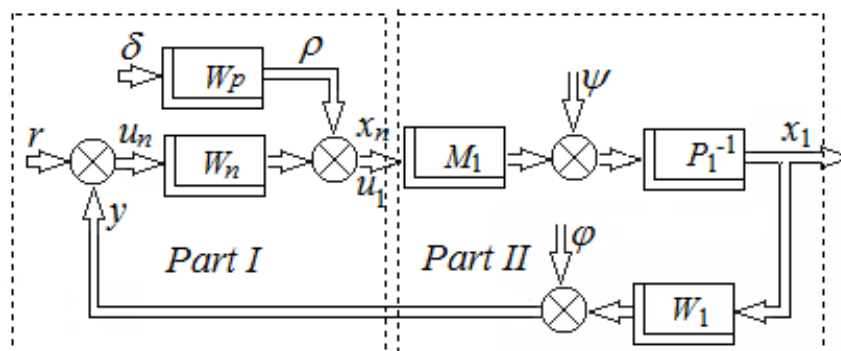 δ
Wp
ρ
ψ
r
un
Wn
xn
u1
M1
P1-1
x1
y
Part I
Part II
φ
W1